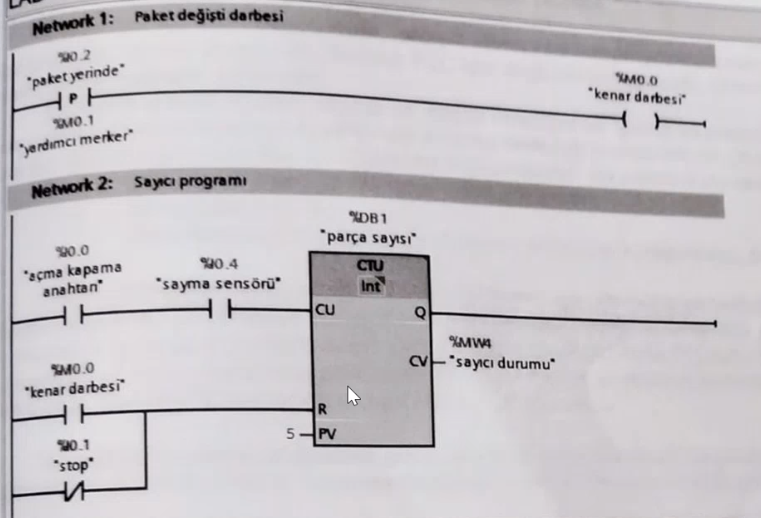 Network 1: Paket değişti darbesi
%I0.2
"paket yerinde"
P
%M0.1
"yardımcı merker"
%M0.0
"kenar darbesi"
Network 2: Sayıcı programı
%DB1
"parça sayısı"
CTU
Int
%I0.0
"açma kapama
anahtarı"
%I0.4
"sayma sensörü"
CU
Q
%MW4
CV
"sayıcı durumu"
%M0.0
"kenar darbesi"
R
5
PV
%I0.1
"stop"